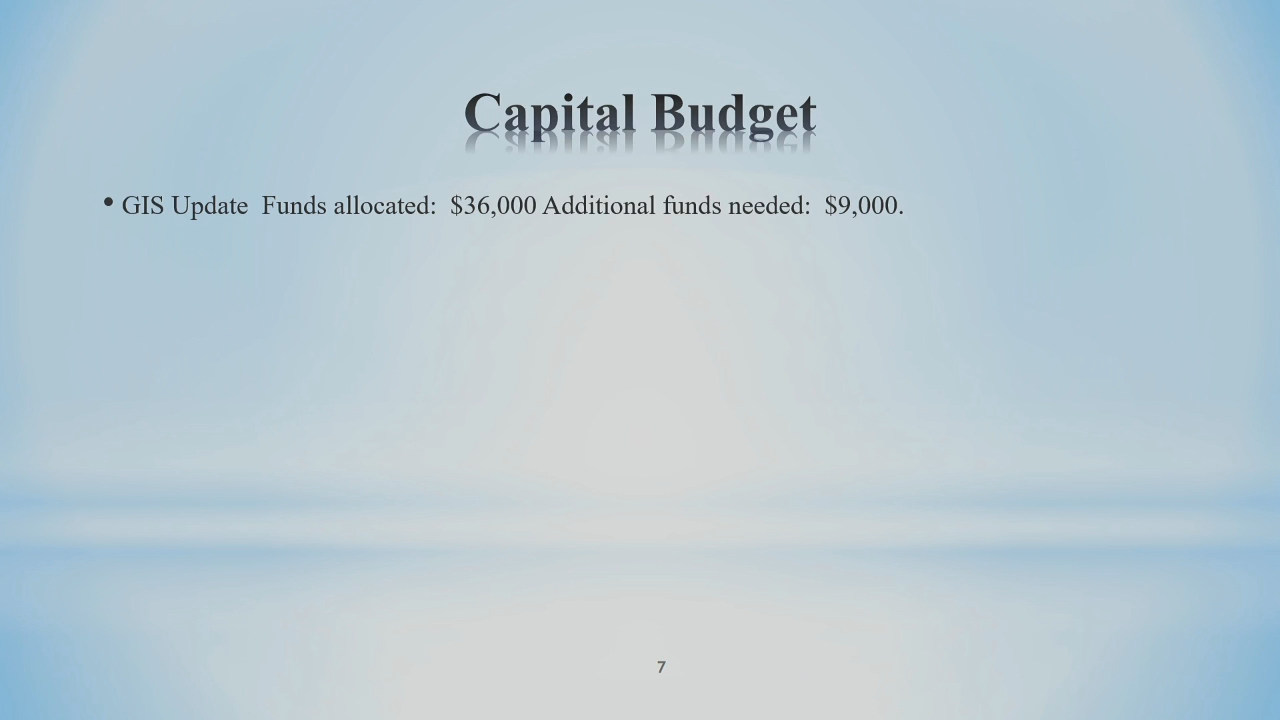 Capital Budget
• GIS Update  Funds allocated:  $36,000 Additional funds needed:  $9,000.
7